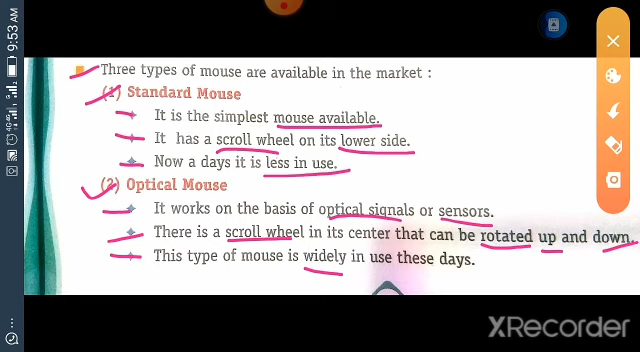 Three types of mouse are available in the market :
(1) Standard Mouse
It is the simplest mouse available.
It has a scroll wheel on its lower side.
Now a days it is less in use.
(2) Optical Mouse
It works on the basis of optical signals or sensors.
There is a scroll wheel in its center that can be rotated up and down.
This type of mouse is widely in use these days.
XRecorder
9:53 AM